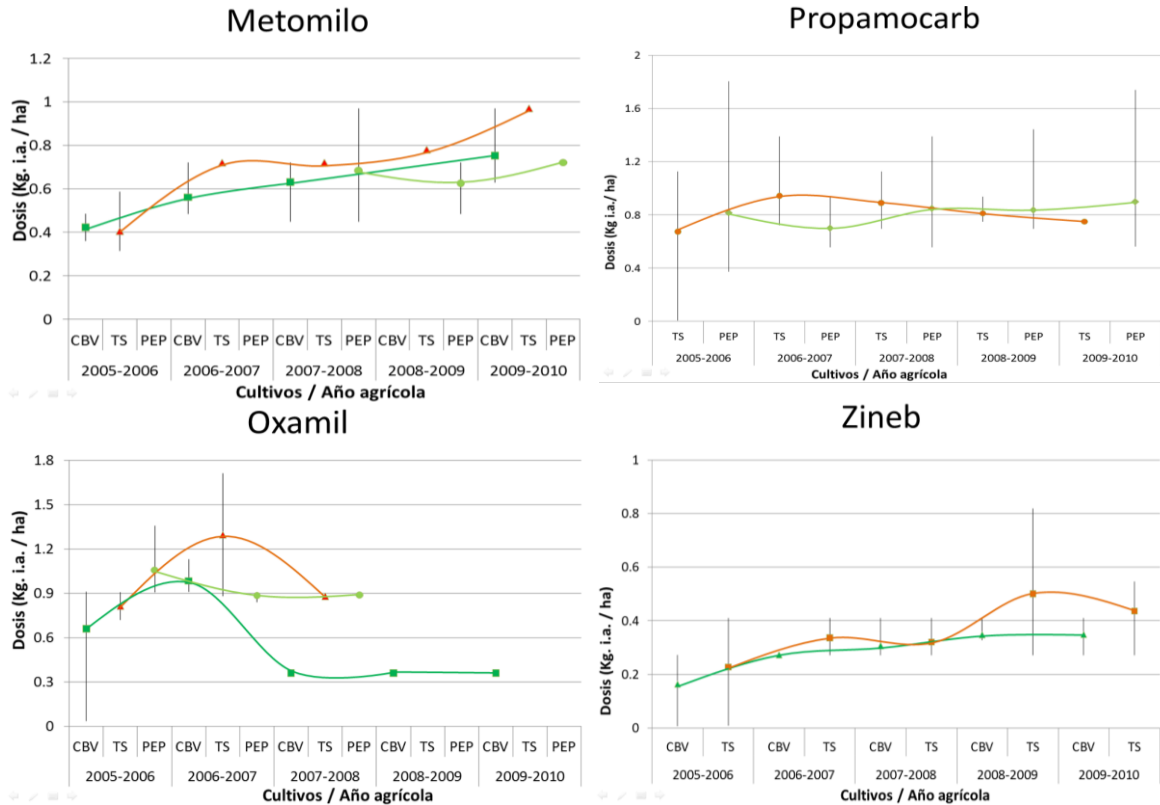 Metomilo
Dosis (Kg. i.a. / ha)
1.2
1
0.8
0.6
0.4
0.2
0
CBV TS PEP CBV TS PEP CBV TS PEP CBV TS PEP CBV TS PEP
2005-2006 2006-2007 2007-2008 2008-2009 2009-2010
Cultivos / Año agrícola
Propamocarb
Dosis (Kg i.a./ ha)
2
1.6
1.2
0.8
0.4
0
TS PEP TS PEP TS PEP TS PEP TS PEP
2005-2006 2006-2007 2007-2008 2008-2009 2009-2010
Cultivos / Año agrícola
Oxamil
Dosis (Kg. i.a. / ha)
1.8
1.5
1.2
0.9
0.6
0.3
0
CBV TS PEP CBV TS PEP CBV TS PEP CBV TS PEP CBV TS PEP
2005-2006 2006-2007 2007-2008 2008-2009 2009-2010
Cultivos / Año agrícola
Zineb
Dosis (Kg. i.a. / ha)
1
0.8
0.6
0.4
0.2
0
CBV TS CBV TS CBV TS CBV TS CBV TS
2005-2006 2006-2007 2007-2008 2008-2009 2009-2010
Cultivos / Año agrícola